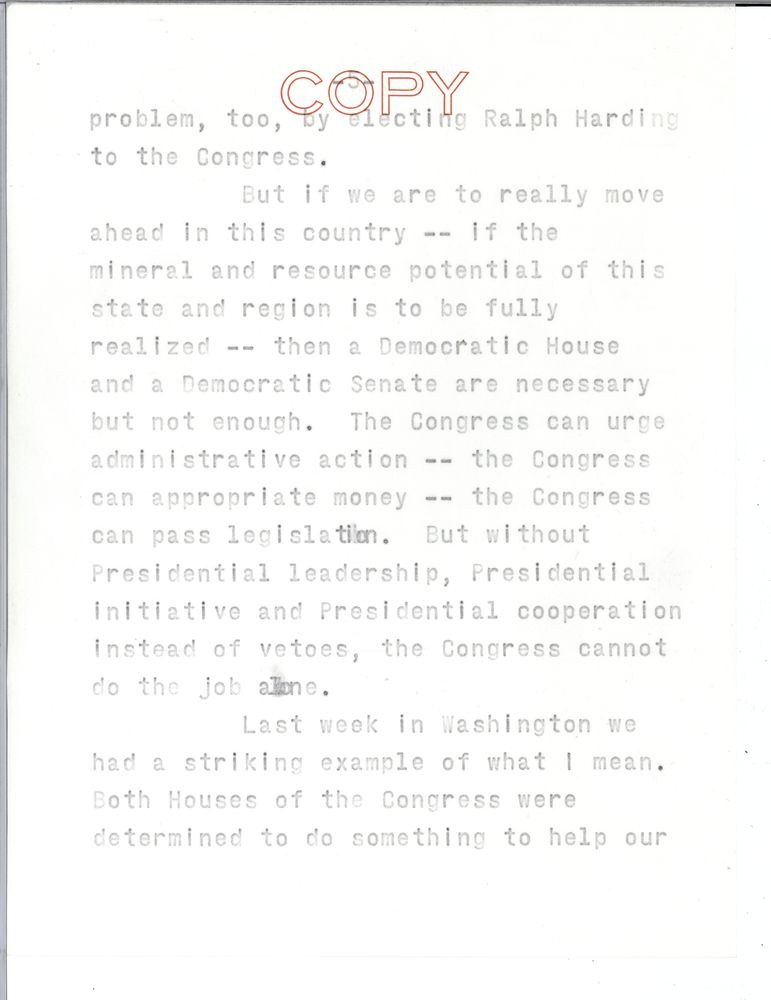 COPY
-5-
problem, too, by electing Ralph Harding
to the Congress.
But if we are to really move
ahead in this country -- if the
mineral and resource potential of this
state and region is to be fully
realized -- then a Democratic House
and a Democratic Senate are necessary
but not enough. The Congress can urge
administrative action -- the Congress
can appropriate money -- the Congress
can pass legislation. But without
Presidential leadership, Presidential
initiative and Presidential cooperation
instead of vetoes, the Congress cannot
do the job alone.
Last week in Washington we
had a striking example of what I mean.
Both Houses of the Congress were
determined to do something to help our